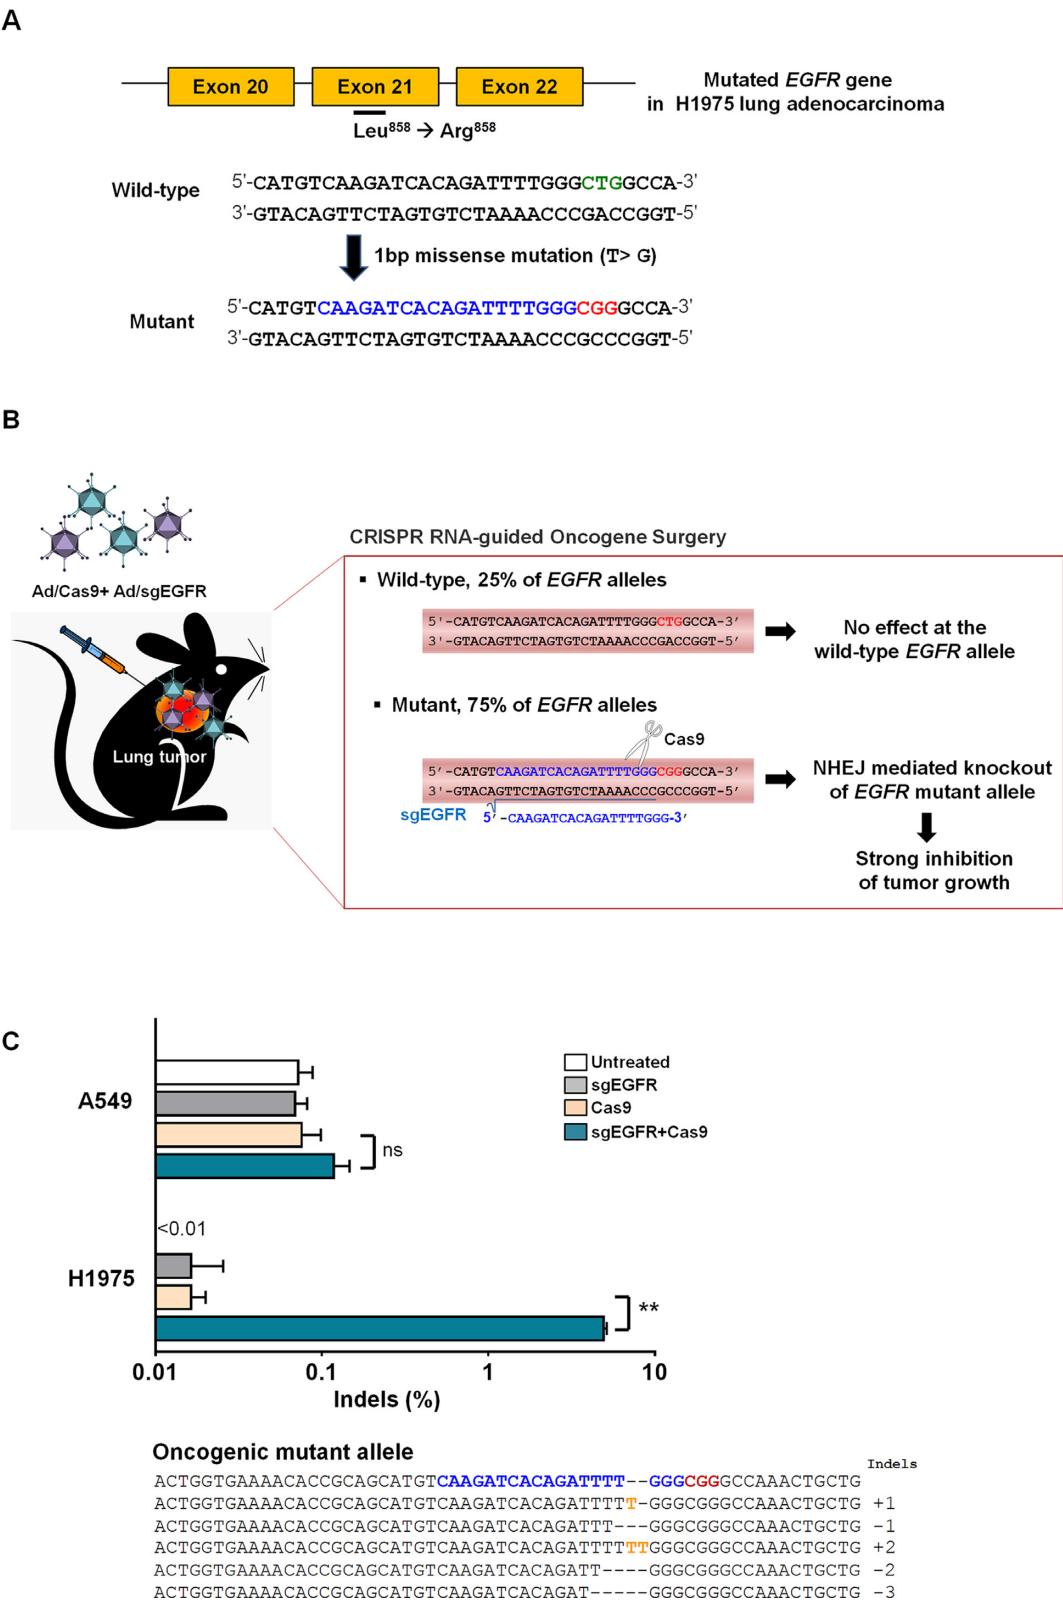 A
Exon 20
Exon 21
Exon 22
Mutated EGFR gene
in H1975 lung adenocarcinoma
Leu858 → Arg858
Wild-type
5'-CATGTCAAGATCACAGATTTTGGGCTGGCCA-3'
3'-GTACAGTTCTAGTGTCTAAAACCCGACCGGT-5'
1bp missense mutation (T> G)
Mutant
5'-CATGTCAAGATCACAGATTTTGGGCGGGCCA-3'
3'-GTACAGTTCTAGTGTCTAAAACCCGCCCGGT-5'
B
Ad/Cas9+ Ad/sgEGFR
Lung tumor
CRISPR RNA-guided Oncogene Surgery
▪ Wild-type, 25% of EGFR alleles
5'-CATGTCAAGATCACAGATTTTGGGCTGGCCA-3'
3'-GTACAGTTCTAGTGTCTAAAACCCGACCGGT-5'
No effect at the
wild-type EGFR allele
▪ Mutant, 75% of EGFR alleles
Cas9
5'-CATGTCAAGATCACAGATTTTGGGCGGGCCA-3'
3'-GTACAGTTCTAGTGTCTAAAACCCGCCCGGT-5'
sgEGFR
5'-CAAGATCACAGATTTTGGG-3'
NHEJ mediated knockout
of EGFR mutant allele
Strong inhibition
of tumor growth
C
Untreated
sgEGFR
Cas9
sgEGFR+Cas9
A549
ns
<0.01
H1975
**
0.01 0.1 1 10
Indels (%)
Oncogenic mutant allele
Indels
ACTGGTGAAAACACCGCAGCATGTCAAGATCACAGATTTT--GGGCGGGCCAAACTGCTG
ACTGGTGAAAACACCGCAGCATGTCAAGATCACAGATTTTT-GGGCGGGCCAAACTGCTG +1
ACTGGTGAAAACACCGCAGCATGTCAAGATCACAGATTT---GGGCGGGCCAAACTGCTG -1
ACTGGTGAAAACACCGCAGCATGTCAAGATCACAGATTTTTTGGGCGGGCCAAACTGCTG +2
ACTGGTGAAAACACCGCAGCATGTCAAGATCACAGATT----GGGCGGGCCAAACTGCTG -2
ACTGGTGAAAACACCGCAGCATGTCAAGATCACAGAT-----GGGCGGGCCAAACTGCTG -3